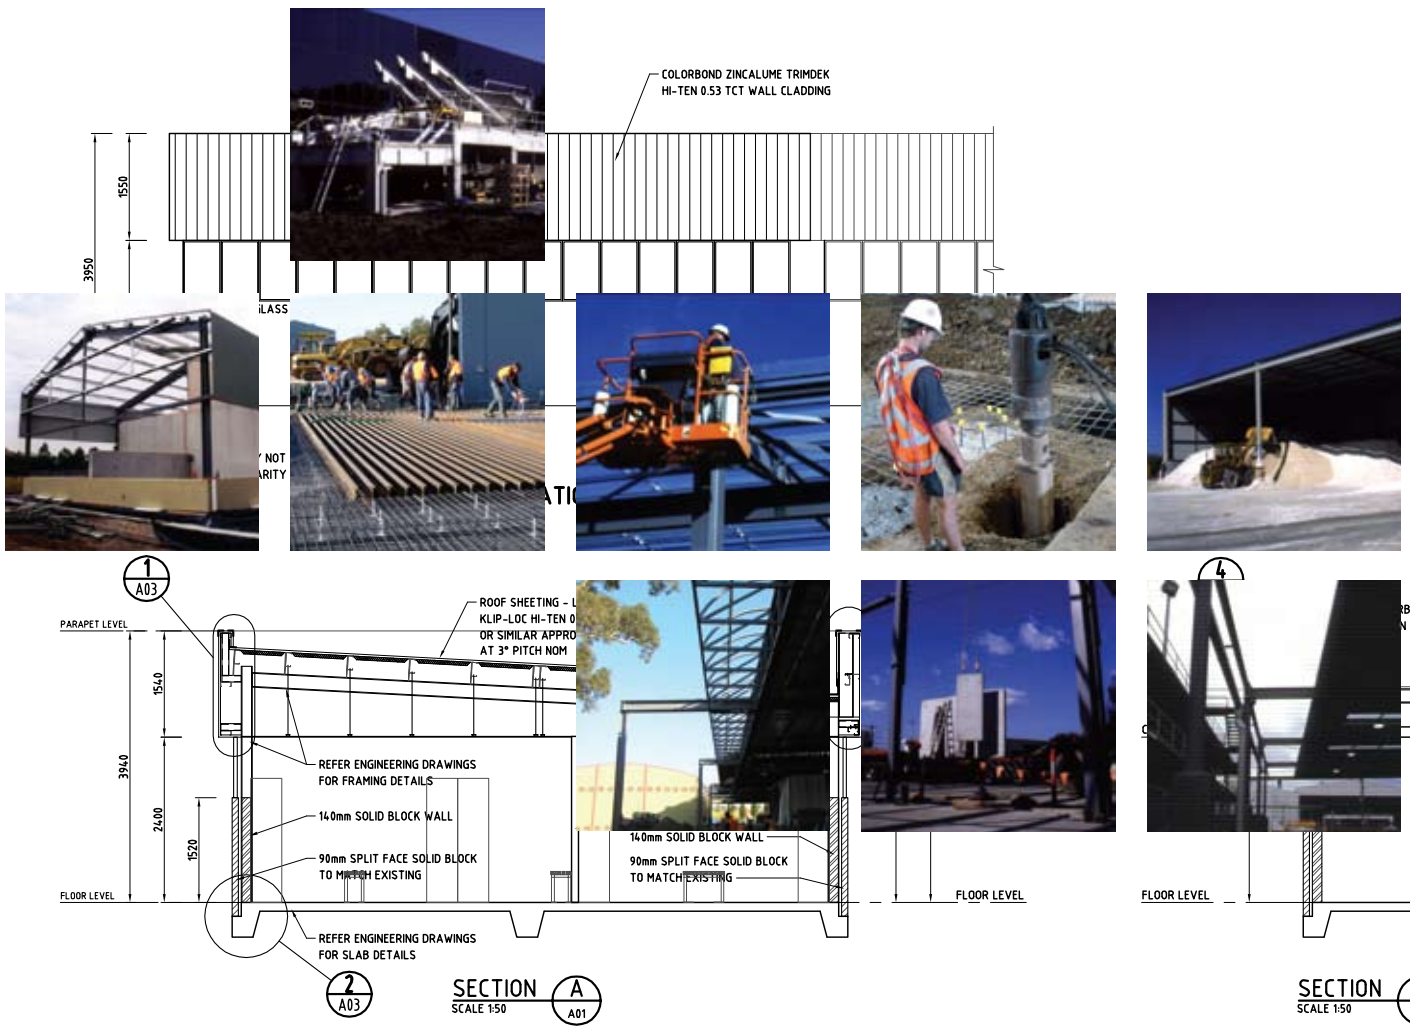 COLORBOND ZINCALUME TRIMDEK
HI-TEN 0.53 TCT WALL CLADDING
1550
3950
GLASS
Y NOT
ARITY
ATIO
1
A03
4
PARAPET LEVEL
ROOF SHEETING - L
KLIP-LOC HI-TEN 0
OR SIMILAR APPRO
AT 3° PITCH NOM
1540
3940
2400
1520
REFER ENGINEERING DRAWINGS
FOR FRAMING DETAILS
140mm SOLID BLOCK WALL
90mm SPLIT FACE SOLID BLOCK
TO MATCH EXISTING
140mm SOLID BLOCK WALL
90mm SPLIT FACE SOLID BLOCK
TO MATCH EXISTING
FLOOR LEVEL
FLOOR LEVEL
FLOOR LEVEL
REFER ENGINEERING DRAWINGS
FOR SLAB DETAILS
2
A03
SECTION A
SCALE 1:50 A01
SECTION
SCALE 1:50